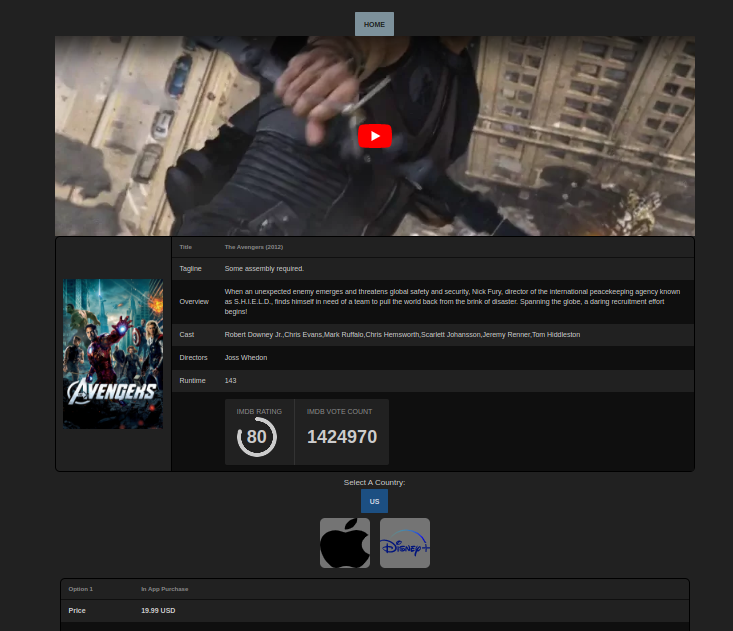 HOME
Title The Avengers (2012)
Tagline Some assembly required.
When an unexpected enemy emerges and threatens global safety and security, Nick Fury, director of the international peacekeeping agency known
Overview as S.H.I.E.L.D., finds himself in need of a team to pull the world back from the brink of disaster. Spanning the globe, a daring recruitment effort
begins!
Cast Robert Downey Jr.,Chris Evans,Mark Ruffalo,Chris Hemsworth,Scarlett Johansson,Jeremy Renner,Tom Hiddleston
Directors Joss Whedon
Runtime 143
AVENGERS
IMDB RATING IMDB VOTE COUNT
80 1424970
Select A Country:
US
Disney+
Option 1 In App Purchase
Price 19.99 USD